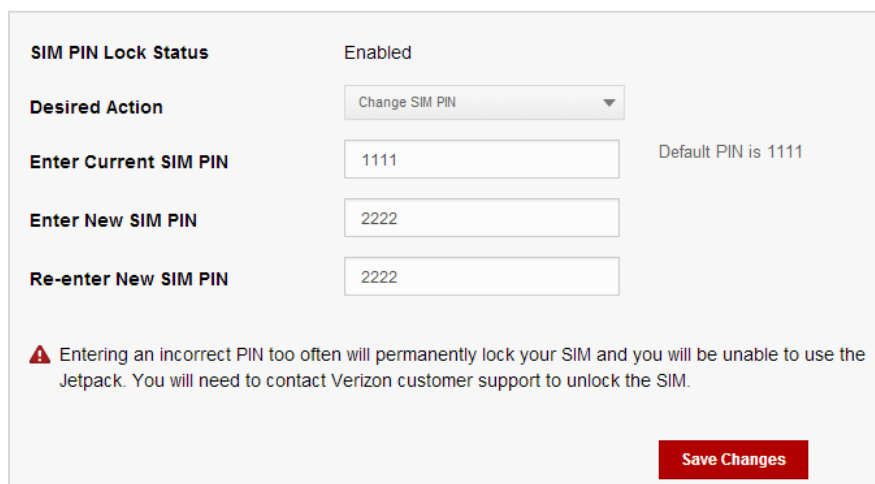 SIM PIN Lock Status Enabled
Desired Action Change SIM PIN
Enter Current SIM PIN 1111 Default PIN is 1111
Enter New SIM PIN 2222
Re-enter New SIM PIN 2222
Entering an incorrect PIN too often will permanently lock your SIM and you will be unable to use the
Jetpack. You will need to contact Verizon customer support to unlock the SIM.
Save Changes